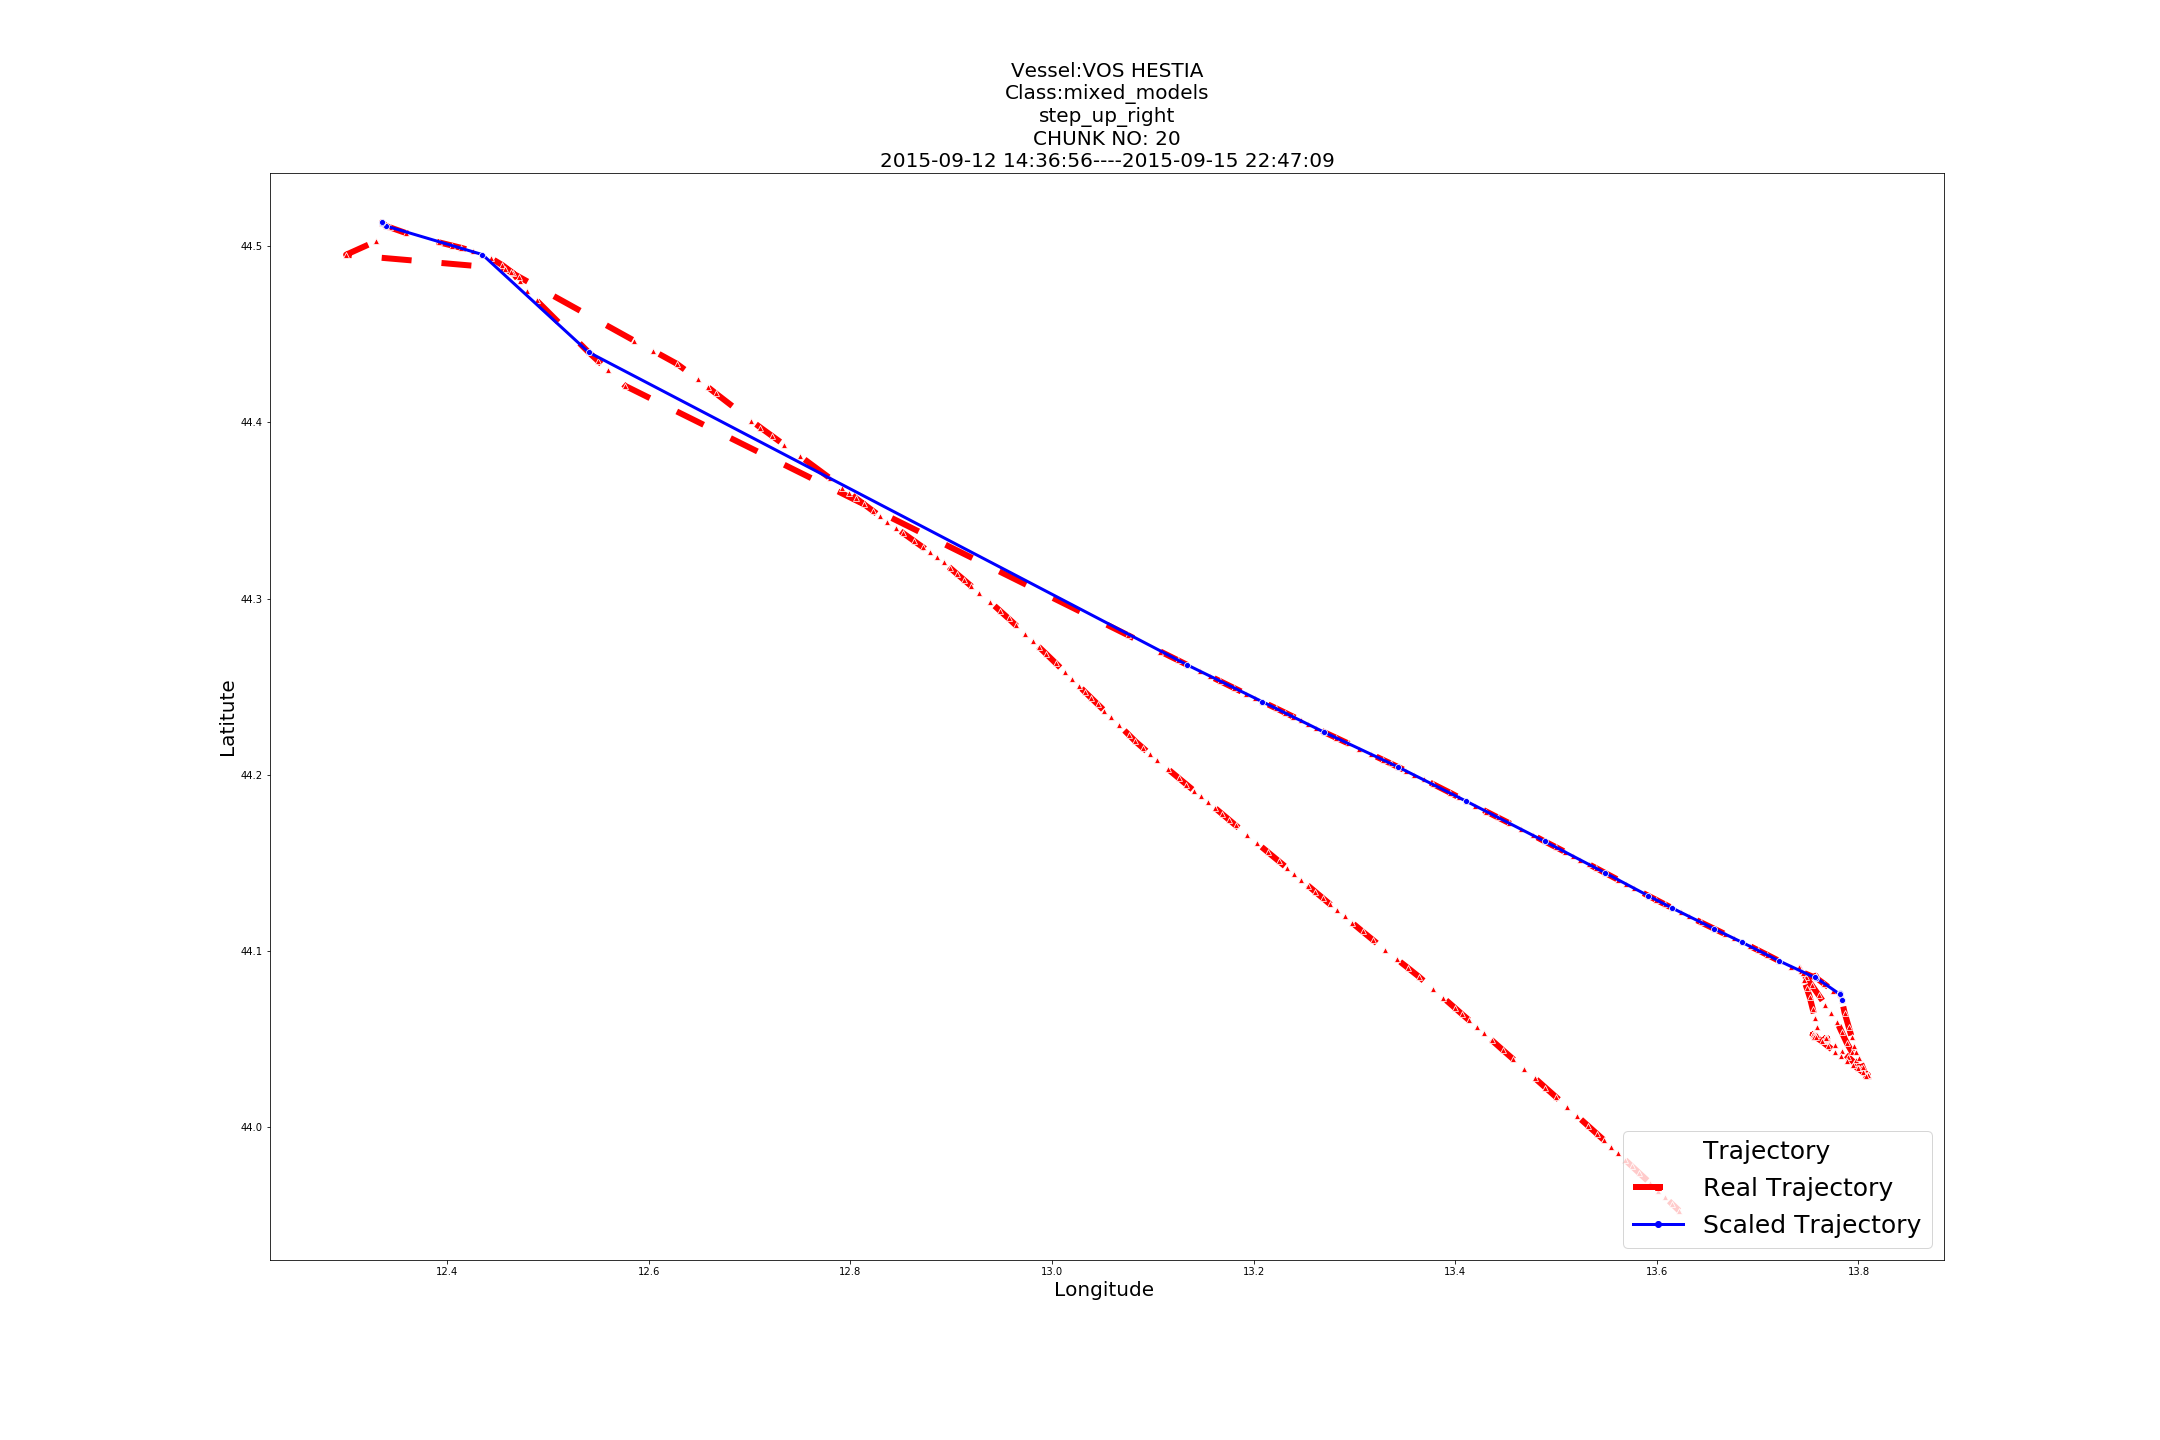 Vessel:VOS HESTIA
Class:mixed_models
step_up_right
CHUNK NO: 20
2015-09-12 14:36:56----2015-09-15 22:47:09
44.5
44.4
44.3
44.2
44.1
44.0
Latitute
12.4 12.6 12.8 13.0 13.2 13.4 13.6 13.8
Longitude
Trajectory
Real Trajectory
Scaled Trajectory